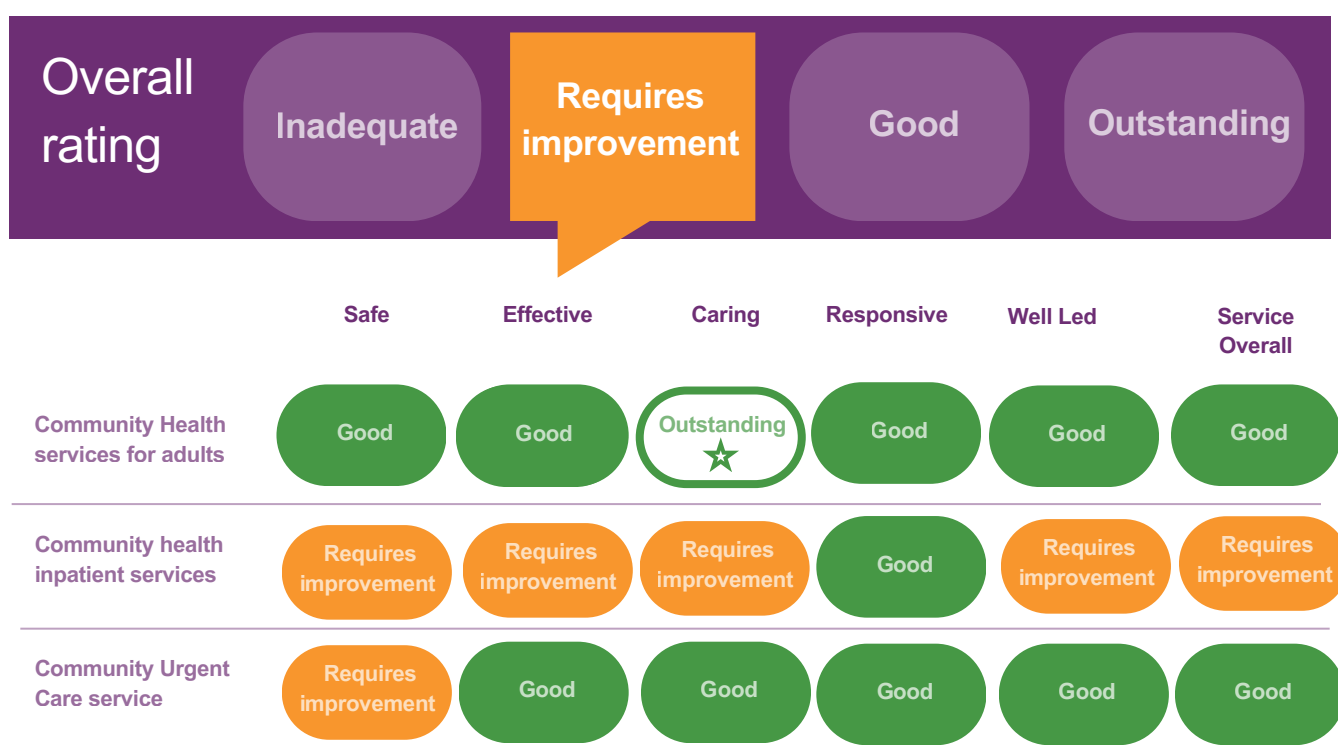 Overall
rating
Inadequate
Requires
improvement
Good
Outstanding
Safe
Effective
Caring
Responsive
Well Led
Service
Overall
Community Health
services for adults
Good
Good
Outstanding
Good
Good
Good
Community health
inpatient services
Requires
improvement
Requires
improvement
Requires
improvement
Good
Requires
improvement
Requires
improvement
Community Urgent
Care service
Requires
improvement
Good
Good
Good
Good
Good